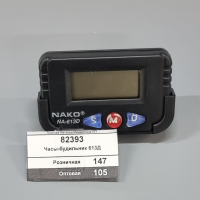 NAKO®
NA-613D
S M D
82393
Часы-будильник 613Д
Розничная 147
Оптовая 105